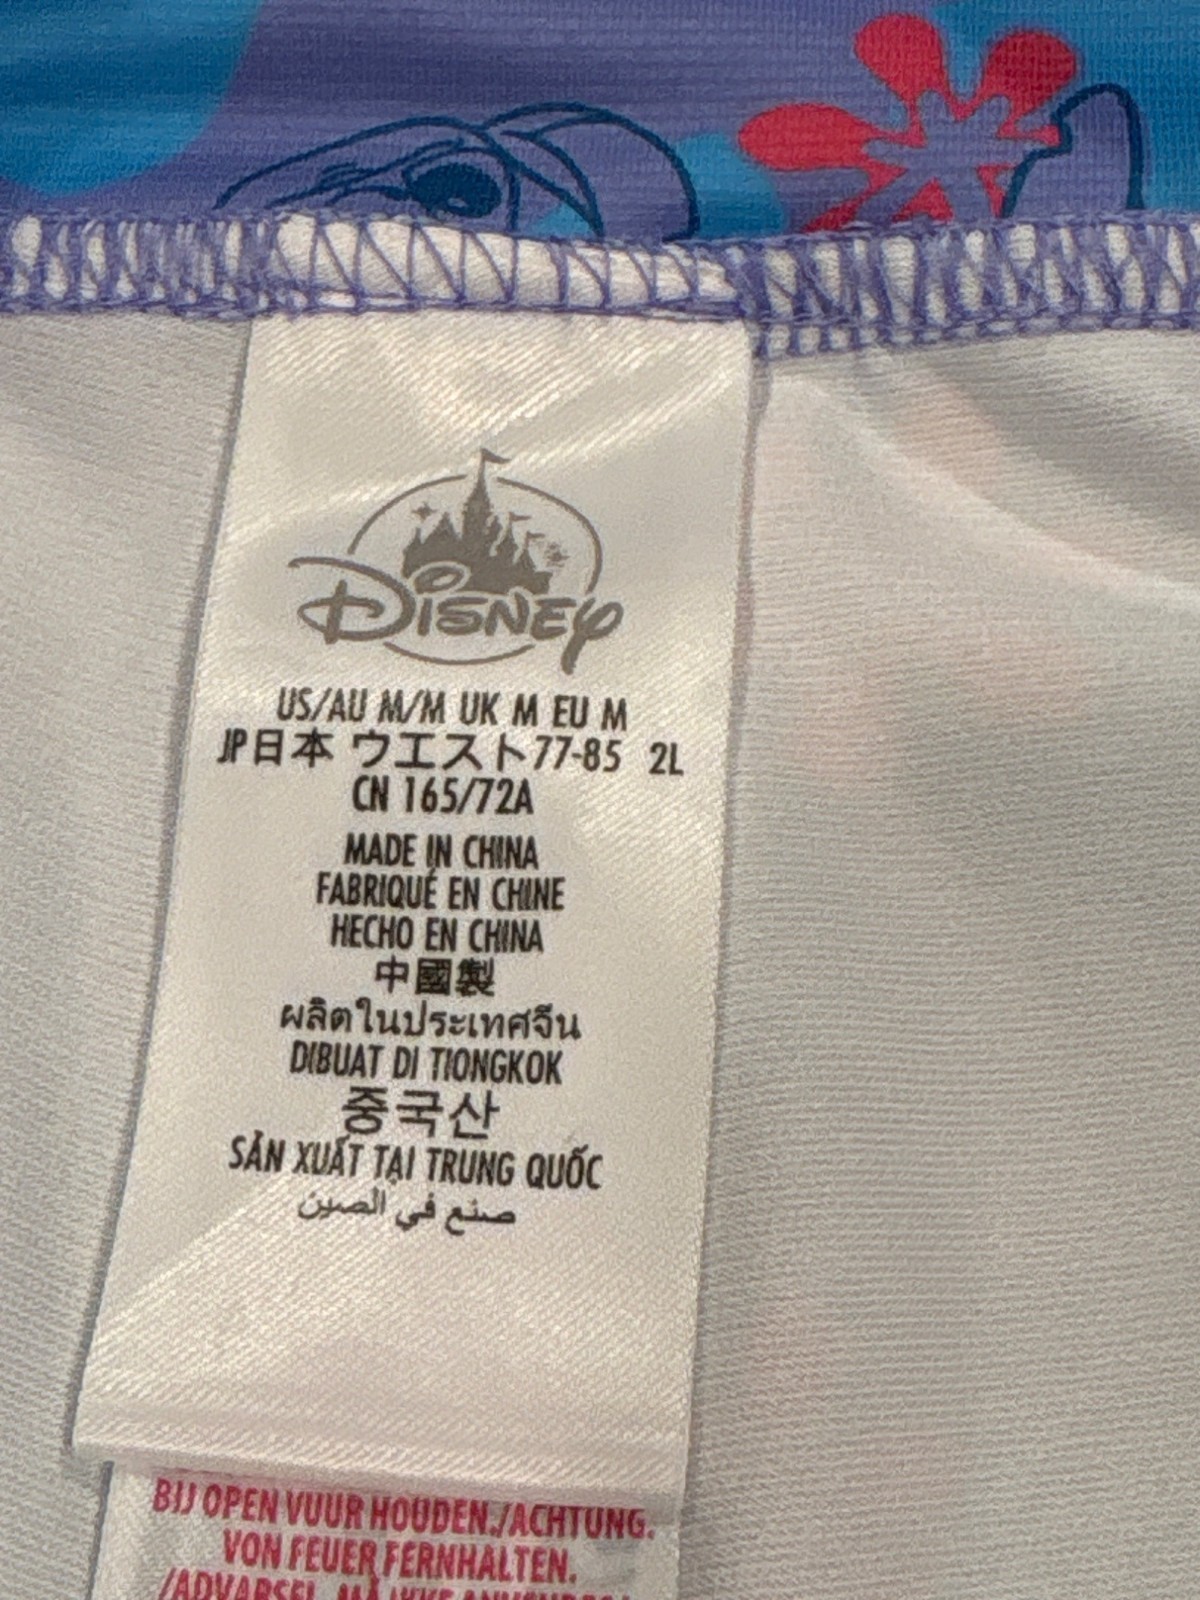 DISNEY
US/AU M/M UK M EU M
JP日本 ウエスト77-85 2L
CN 165/72A
MADE IN CHINA
FABRIQUÉ EN CHINE
HECHO EN CHINA
中國製
ผลิตในประเทศจีน
DIBUAT DI TIONGKOK
중국산
SẢN XUẤT TẠI TRUNG QUỐC
صنع في الصين
BIJ OPEN VUUR HOUDEN./ACHTUNG.
VON FEUER FERNHALTEN.
/ADVARSEL. MÅ IKKE